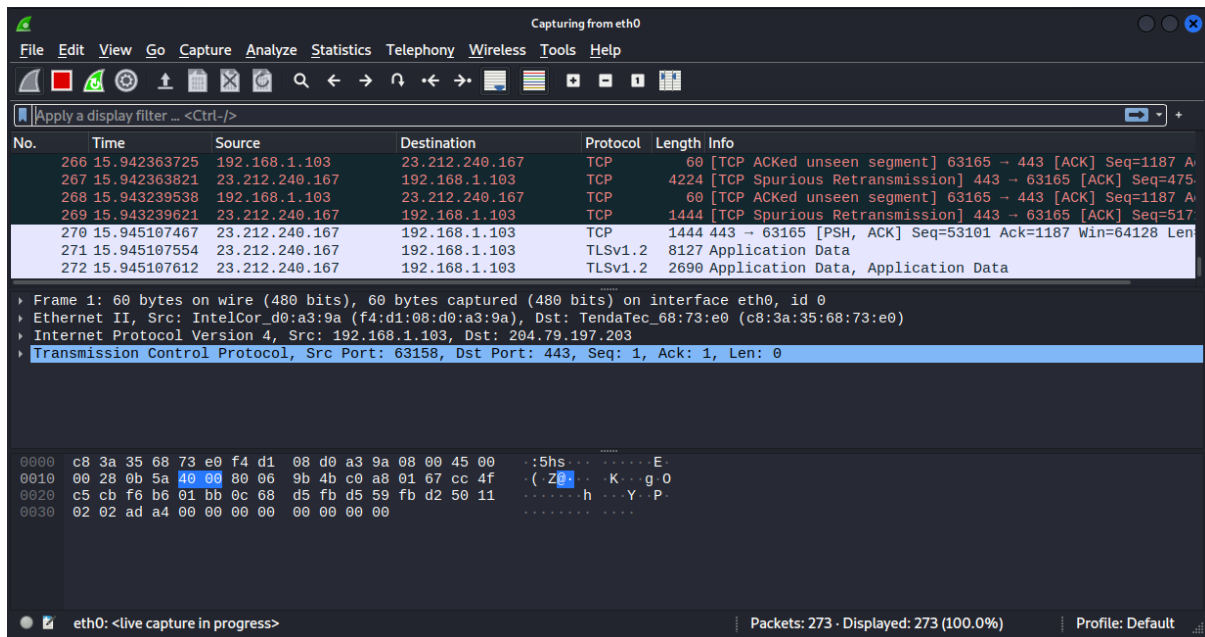 Capturing from eth0
File Edit View Go Capture Analyze Statistics Telephony Wireless Tools Help
Apply a display filter ... <Ctrl-/>
No. Time Source Destination Protocol Length Info
266 15.942363725 192.168.1.103 23.212.240.167 TCP 60 [TCP ACKed unseen segment] 63165 → 443 [ACK] Seq=1187 A
267 15.942363821 23.212.240.167 192.168.1.103 TCP 4224 [TCP Spurious Retransmission] 443 → 63165 [ACK] Seq=475
268 15.943239538 192.168.1.103 23.212.240.167 TCP 60 [TCP ACKed unseen segment] 63165 → 443 [ACK] Seq=1187 A
269 15.943239621 23.212.240.167 192.168.1.103 TCP 1444 [TCP Spurious Retransmission] 443 → 63165 [ACK] Seq=517
270 15.945107467 23.212.240.167 192.168.1.103 TCP 1444 443 → 63165 [PSH, ACK] Seq=53101 Ack=1187 Win=64128 Len
271 15.945107554 23.212.240.167 192.168.1.103 TLSv1.2 8127 Application Data
272 15.945107612 23.212.240.167 192.168.1.103 TLSv1.2 2690 Application Data, Application Data
Frame 1: 60 bytes on wire (480 bits), 60 bytes captured (480 bits) on interface eth0, id 0
Ethernet II, Src: IntelCor_d0:a3:9a (f4:d1:08:d0:a3:9a), Dst: TendaTec_68:73:e0 (c8:3a:35:68:73:e0)
Internet Protocol Version 4, Src: 192.168.1.103, Dst: 204.79.197.203
Transmission Control Protocol, Src Port: 63158, Dst Port: 443, Seq: 1, Ack: 1, Len: 0
0000 c8 3a 35 68 73 e0 f4 d1 08 d0 a3 9a 08 00 45 00 ·:5hs··· ······E·
0010 00 28 0b 5a 40 00 80 06 9b 4b c0 a8 01 67 cc 4f ·(·Z@··· ·K···g·O
0020 c5 cb f6 b6 01 bb 0c 68 d5 fb d5 59 fb d2 50 11 ·······h ···Y··P·
0030 02 02 ad a4 00 00 00 00 00 00 00 00 ········ ····
eth0: <live capture in progress> Packets: 273 · Displayed: 273 (100.0%) Profile: Default